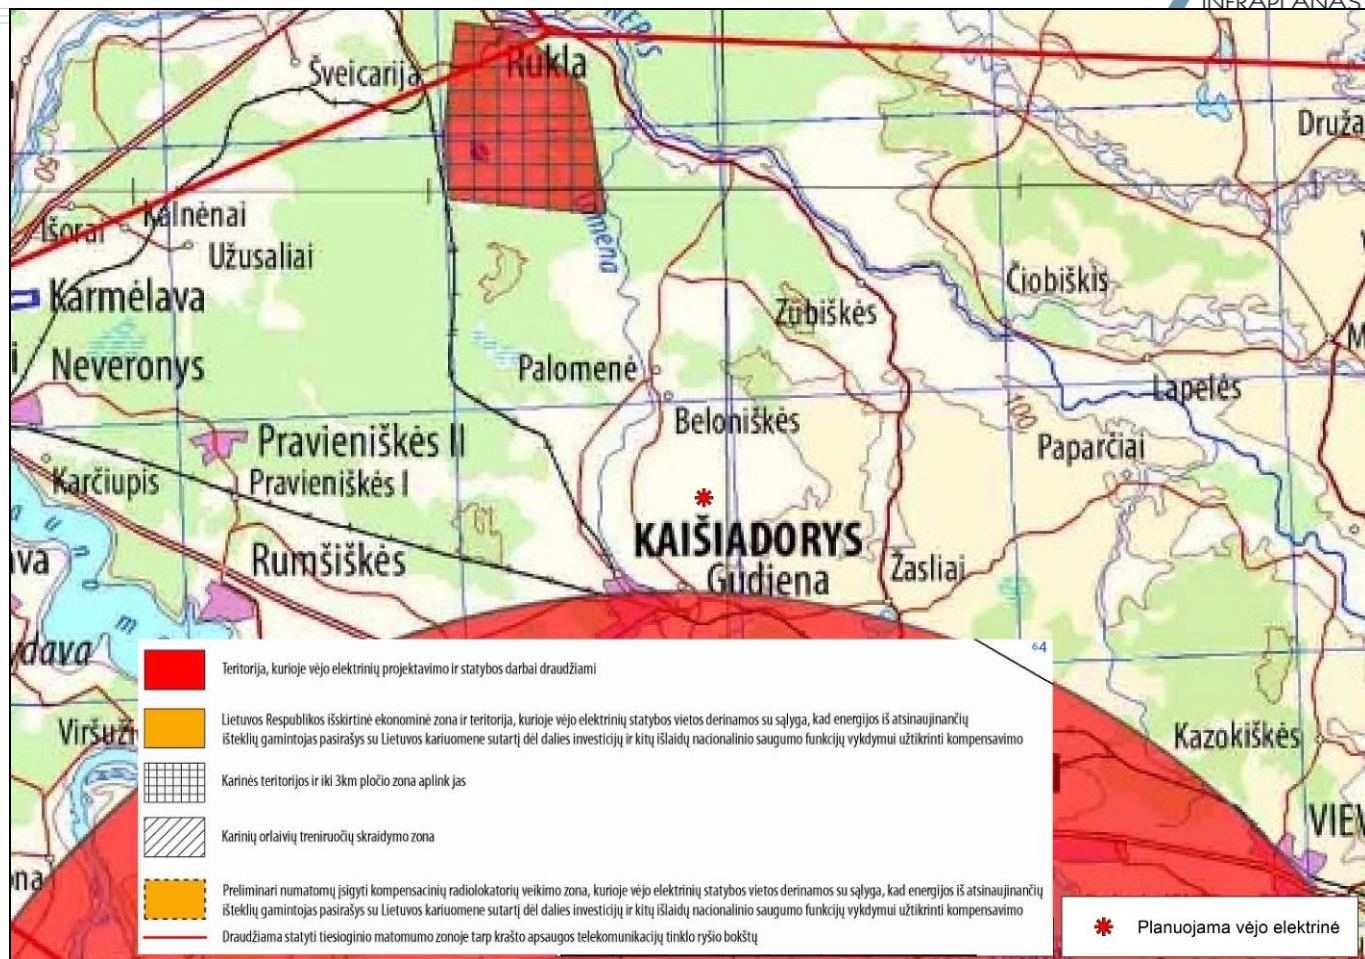 INFRAPLANAS
Rukla
Šveicarija
Druža
Kalnėnai
Išorai
Užusaliai
Karmėlava
Čiobiškis
Zūbiškės
Neveronys
Palomenė
Lapelės
Beloniškės
100
Paparčiai
Pravieniškės II
Pravieniškės I
Karčiupis
KAIŠIADORYS
Rumšiškės
Žasliai
Gudiena
64
Kazokiškės
VIEV
50
Teritorija, kurioje vėjo elektrinių projektavimo ir statybos darbai draudžiami
Lietuvos Respublikos išskirtinė ekonominė zona ir teritorija, kurioje vėjo elektrinių statybos vietos derinamos su sąlyga, kad energijos iš atsinaujinančių
išteklių gamintojas pasirašys su Lietuvos kariuomene sutartį dėl dalies investicijų ir kitų išlaidų nacionalinio saugumo funkcijų vykdymui užtikrinti kompensavimo
Karinės teritorijos ir iki 3km pločio zona aplink jas
Karinių orlaivių treniruočių skraidymo zona
Preliminari numatomų įsigyti kompensacinių radiolokatorių veikimo zona, kurioje vėjo elektrinių statybos vietos derinamos su sąlyga, kad energijos iš atsinaujinančių
išteklių gamintojas pasirašys su Lietuvos kariuomene sutartį dėl dalies investicijų ir kitų išlaidų nacionalinio saugumo funkcijų vykdymui užtikrinti kompensavimo
Draudžiama statyti tiesioginio matomumo zonoje tarp krašto apsaugos telekomunikacijų tinklo ryšio bokštų
Planuojama vėjo elektrinė